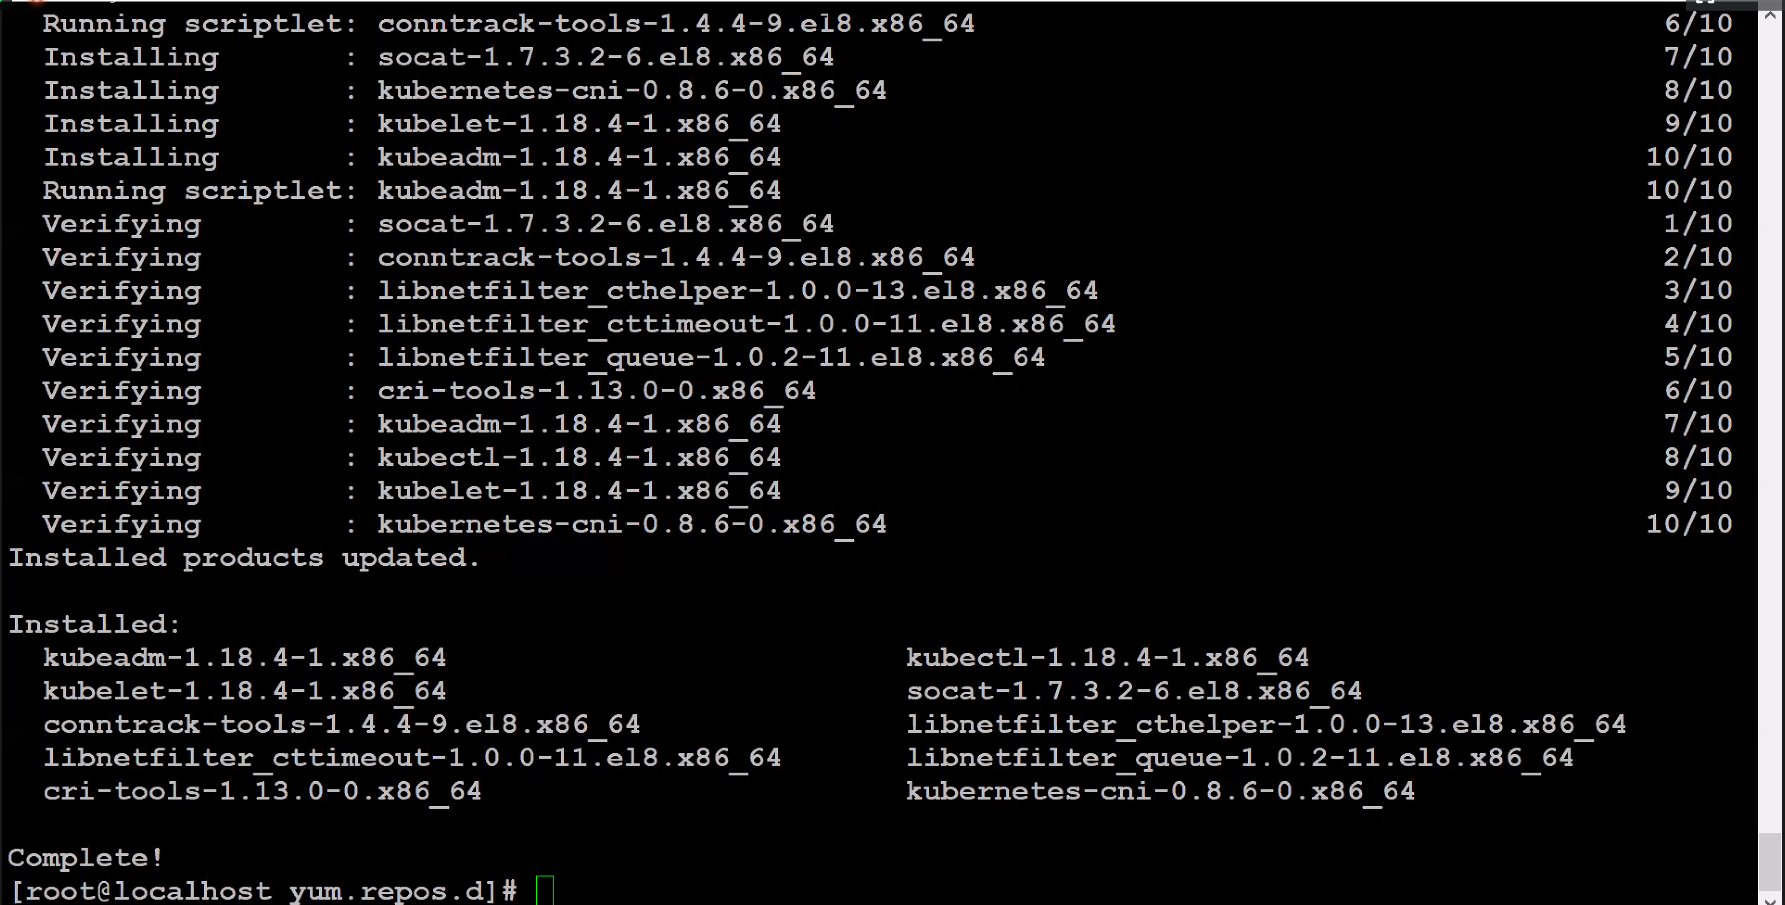 Running scriptlet: conntrack-tools-1.4.4-9.el8.x86_64 6/10
Installing : socat-1.7.3.2-6.el8.x86_64 7/10
Installing : kubernetes-cni-0.8.6-0.x86_64 8/10
Installing : kubelet-1.18.4-1.x86_64 9/10
Installing : kubeadm-1.18.4-1.x86_64 10/10
Running scriptlet: kubeadm-1.18.4-1.x86_64 10/10
Verifying : socat-1.7.3.2-6.el8.x86_64 1/10
Verifying : conntrack-tools-1.4.4-9.el8.x86_64 2/10
Verifying : libnetfilter_cthelper-1.0.0-13.el8.x86_64 3/10
Verifying : libnetfilter_cttimeout-1.0.0-11.el8.x86_64 4/10
Verifying : libnetfilter_queue-1.0.2-11.el8.x86_64 5/10
Verifying : cri-tools-1.13.0-0.x86_64 6/10
Verifying : kubeadm-1.18.4-1.x86_64 7/10
Verifying : kubectl-1.18.4-1.x86_64 8/10
Verifying : kubelet-1.18.4-1.x86_64 9/10
Verifying : kubernetes-cni-0.8.6-0.x86_64 10/10
Installed products updated.
Installed:
kubeadm-1.18.4-1.x86_64 kubectl-1.18.4-1.x86_64
kubelet-1.18.4-1.x86_64 socat-1.7.3.2-6.el8.x86_64
conntrack-tools-1.4.4-9.el8.x86_64 libnetfilter_cthelper-1.0.0-13.el8.x86_64
libnetfilter_cttimeout-1.0.0-11.el8.x86_64 libnetfilter_queue-1.0.2-11.el8.x86_64
cri-tools-1.13.0-0.x86_64 kubernetes-cni-0.8.6-0.x86_64
Complete!
[root@localhost yum.repos.d]#